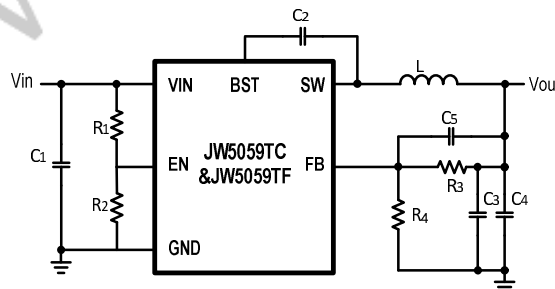 C2
Vin
VIN
BST
SW
L
Vou
R1
C5
C1
EN
JW5059TC
&JW5059TF
FB
R3
R2
R4
C3
C4
GND